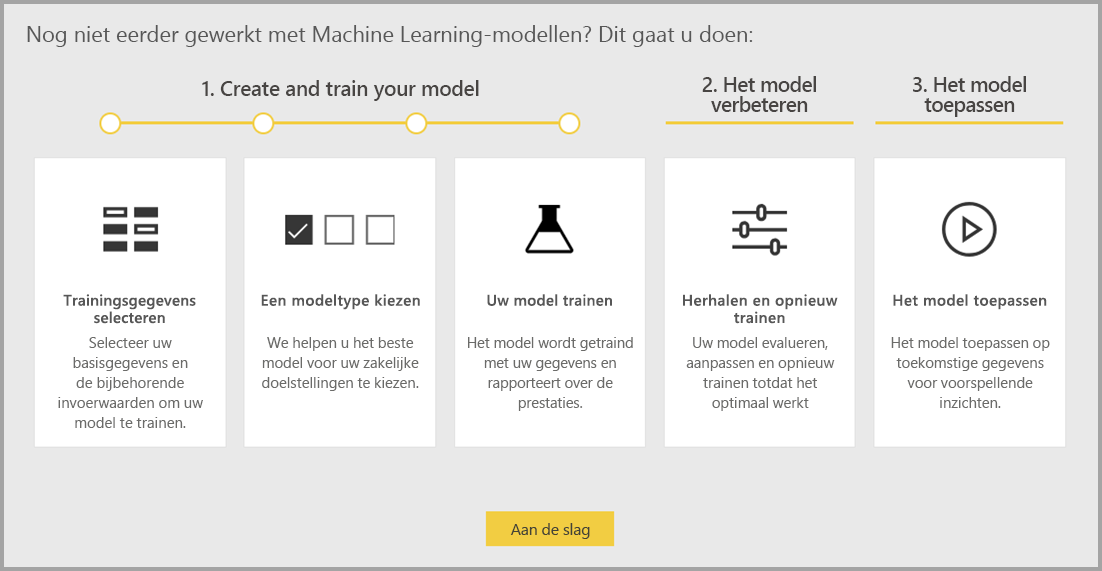 Nog niet eerder gewerkt met Machine Learning-modellen? Dit gaat u doen:
1. Create and train your model
2. Het model
verbeteren
3. Het model
toepassen
Trainingsgegevens
selecteren
Selecteer uw
basisgegevens en
de bijbehorende
invoerwaarden om uw
model te trainen.
Een modeltype kiezen
We helpen u het beste
model voor uw zakelijke
doelstellingen te kiezen.
Uw model trainen
Het model wordt getraind
met uw gegevens en
rapporteert over de
prestaties.
Herhalen en opnieuw
trainen
Uw model evalueren,
aanpassen en opnieuw
trainen totdat het
optimaal werkt
Het model toepassen
Het model toepassen op
toekomstige gegevens
voor voorspellende
inzichten.
Aan de slag